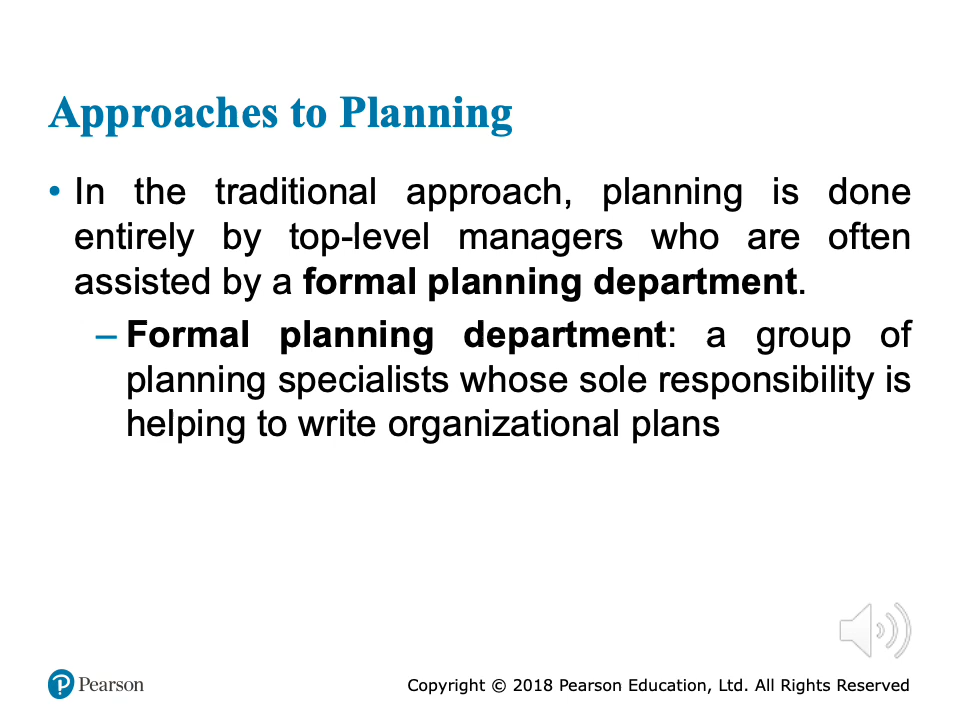 Approaches to Planning
• In the traditional approach, planning is done
entirely by top-level managers who are often
assisted by a formal planning department.
– Formal planning department: a group of
planning specialists whose sole responsibility is
helping to write organizational plans
Pearson
Copyright © 2018 Pearson Education, Ltd. All Rights Reserved